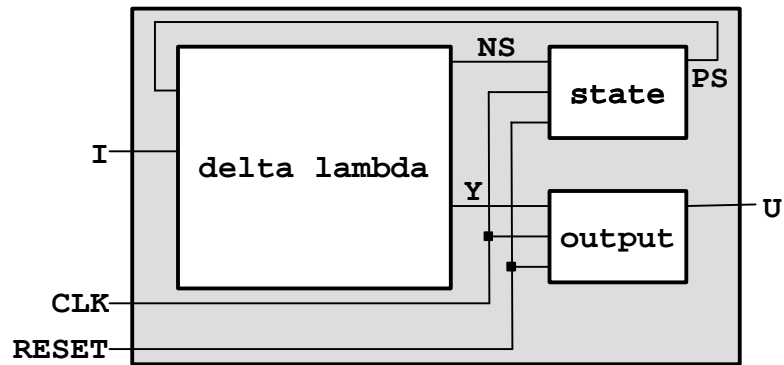 NS
PS
state
I
delta lambda
Y
U
output
CLK
RESET